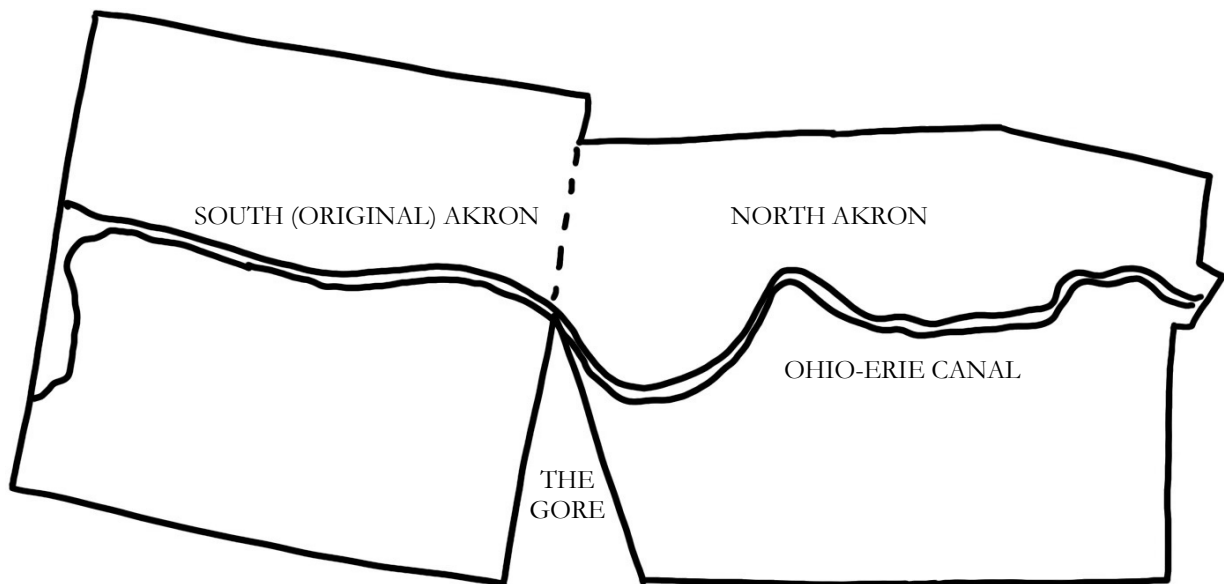 SOUTH (ORIGINAL) AKRON
NORTH AKRON
OHIO-ERIE CANAL
THE
GORE